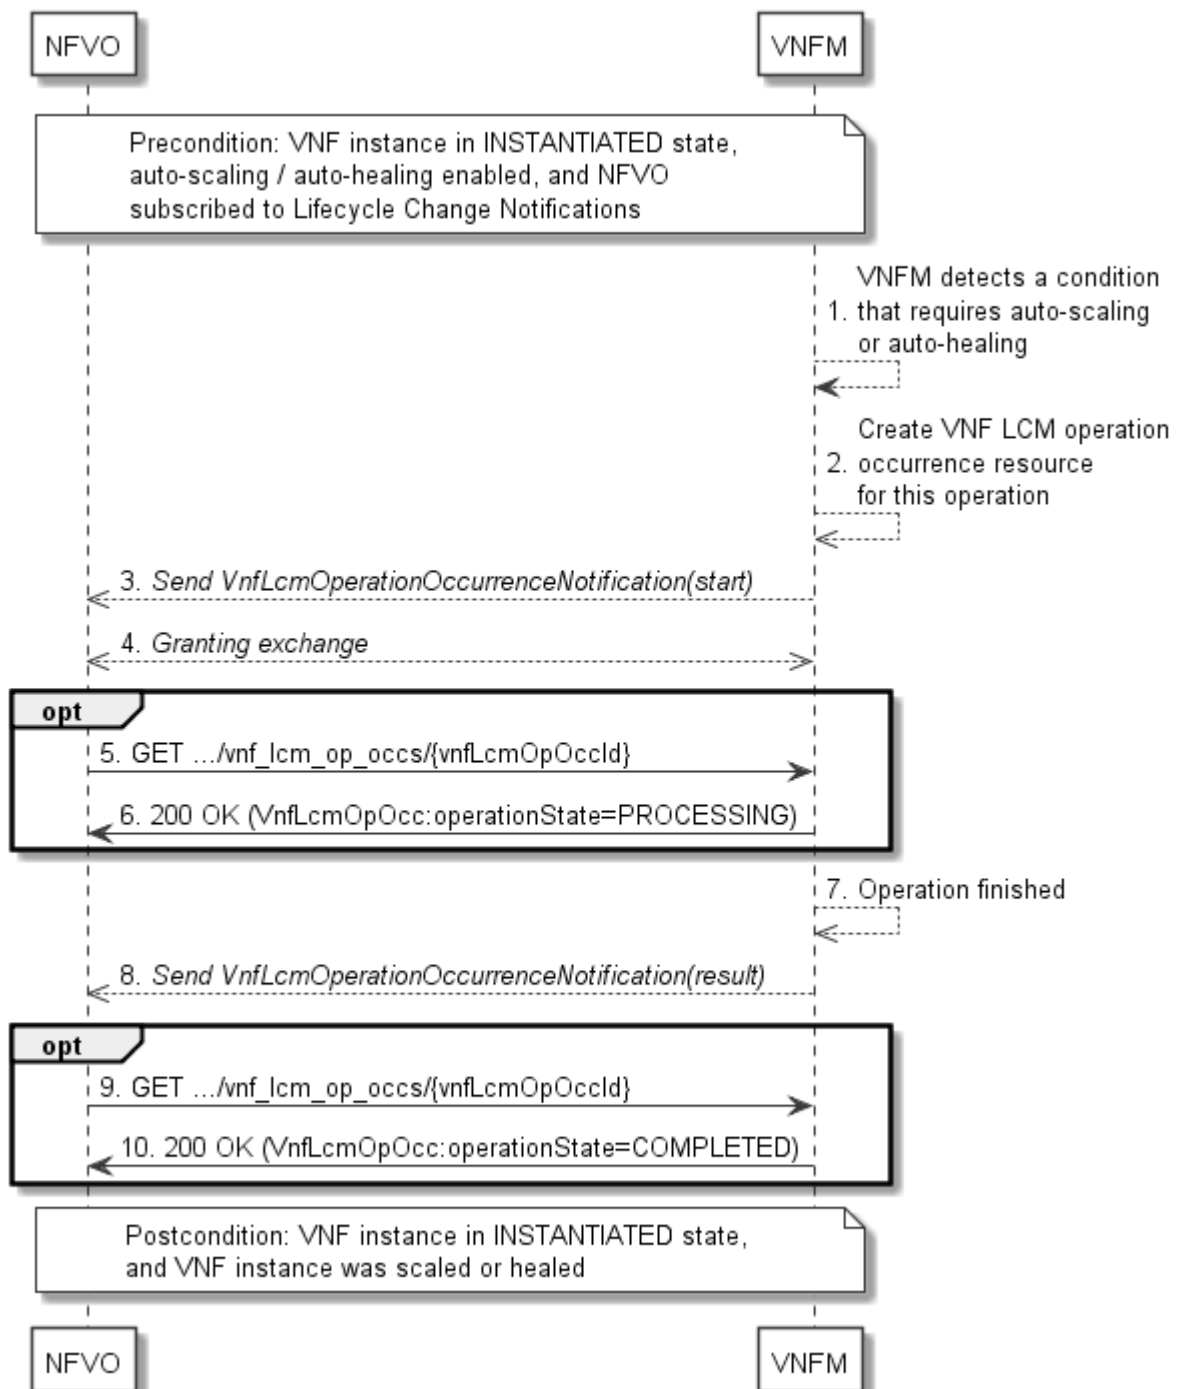 NFVO VNFM
Precondition: VNF instance in INSTANTIATED state,
auto-scaling / auto-healing enabled, and NFVO
subscribed to Lifecycle Change Notifications
VNFM detects a condition
1. that requires auto-scaling
or auto-healing
Create VNF LCM operation
2. occurrence resource
for this operation
3. Send VnfLcmOperationOccurrenceNotification(start)
4. Granting exchange
opt
5. GET .../vnf_lcm_op_occs/{vnfLcmOpOccId}
6. 200 OK (VnfLcmOpOcc:operationState=PROCESSING)
7. Operation finished
8. Send VnfLcmOperationOccurrenceNotification(result)
opt
9. GET .../vnf_lcm_op_occs/{vnfLcmOpOccId}
10. 200 OK (VnfLcmOpOcc:operationState=COMPLETED)
Postcondition: VNF instance in INSTANTIATED state,
and VNF instance was scaled or healed
NFVO VNFM